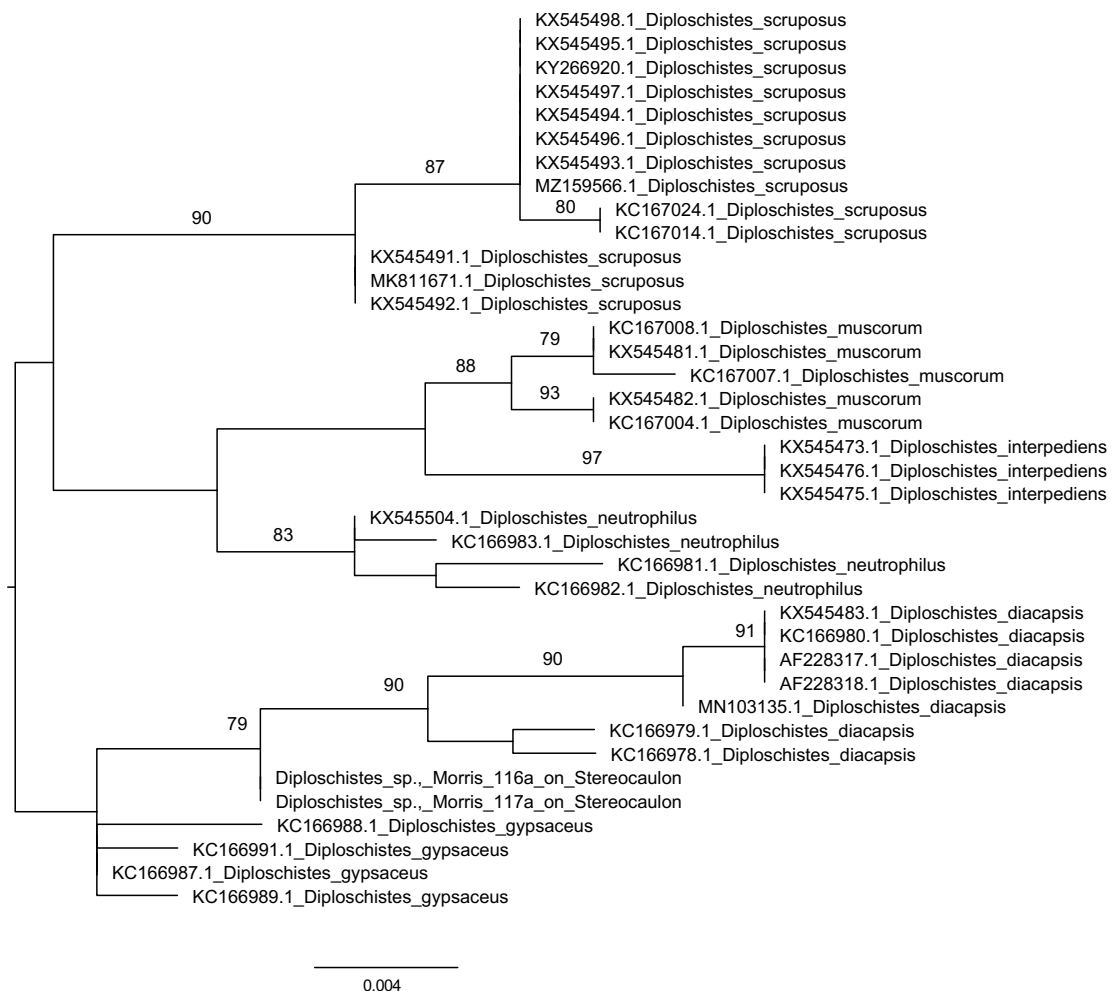 KX545498.1_Diploschistes_scruposus
KX545495.1_Diploschistes_scruposus
KY266920.1_Diploschistes_scruposus
KX545497.1_Diploschistes_scruposus
KX545494.1_Diploschistes_scruposus
KX545496.1_Diploschistes_scruposus
KX545493.1_Diploschistes_scruposus
87
MZ159566.1_Diploschistes_scruposus
80
KC167024.1_Diploschistes_scruposus
90
KC167014.1_Diploschistes_scruposus
KX545491.1_Diploschistes_scruposus
MK811671.1_Diploschistes_scruposus
KX545492.1_Diploschistes_scruposus
KC167008.1_Diploschistes_muscorum
79
KX545481.1_Diploschistes_muscorum
88
KC167007.1_Diploschistes_muscorum
93
KX545482.1_Diploschistes_muscorum
KC167004.1_Diploschistes_muscorum
KX545473.1_Diploschistes_interpediens
97
KX545476.1_Diploschistes_interpediens
KX545475.1_Diploschistes_interpediens
KX545504.1_Diploschistes_neutrophilus
83
KC166983.1_Diploschistes_neutrophilus
KC166981.1_Diploschistes_neutrophilus
KC166982.1_Diploschistes_neutrophilus
KX545483.1_Diploschistes_diacapsis
91
KC166980.1_Diploschistes_diacapsis
90
AF228317.1_Diploschistes_diacapsis
90
AF228318.1_Diploschistes_diacapsis
MN103135.1_Diploschistes_diacapsis
79
KC166979.1_Diploschistes_diacapsis
KC166978.1_Diploschistes_diacapsis
Diploschistes_sp.,_Morris_116a_on_Stereocaulon
Diploschistes_sp.,_Morris_117a_on_Stereocaulon
KC166988.1_Diploschistes_gypsaceus
KC166991.1_Diploschistes_gypsaceus
KC166987.1_Diploschistes_gypsaceus
KC166989.1_Diploschistes_gypsaceus
0.004